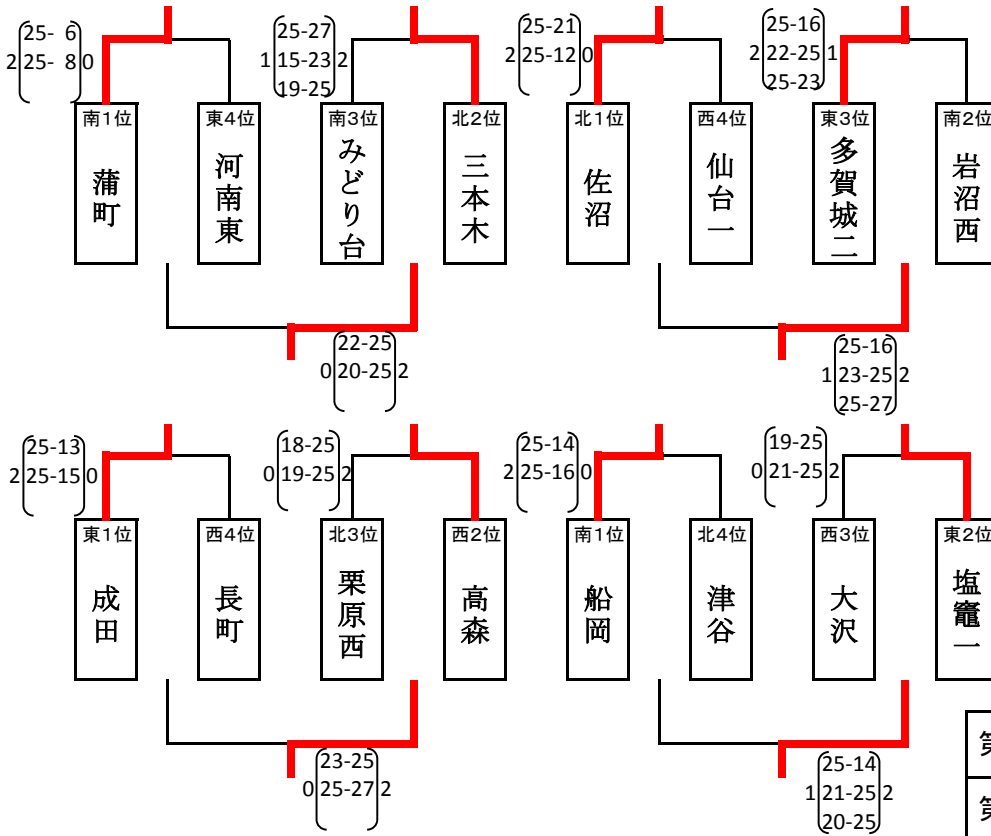 25- 6
2 25- 8 0
25-27
1 15-23 2
19-25
25-21
2 25-12 0
25-16
2 22-25 1
25-23
南1位
蒲町
東4位
河南東
南3位
みどり台
北2位
三本木
北1位
佐沼
西4位
仙台一
東3位
多賀城二
南2位
岩沼西
22-25
0 20-25 2
25-16
1 23-25 2
25-27
25-13
2 25-15 0
18-25
0 19-25 2
25-14
2 25-16 0
19-25
0 21-25 2
東1位
成田
西4位
長町
北3位
栗原西
西2位
高森
南1位
船岡
北4位
津谷
西3位
大沢
東2位
塩竈一
23-25
0 25-27 2
25-14
1 21-25 2
20-25
第
第